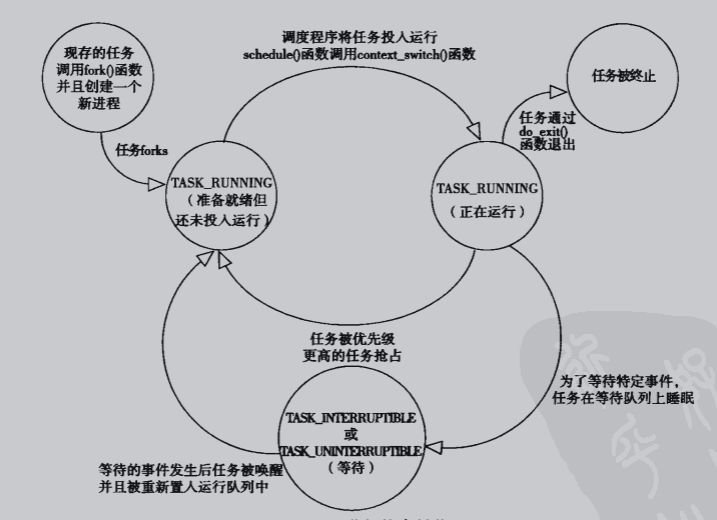 现存的任务
调用fork()函数
并且创建一个
新进程
调度程序将任务投入运行
schedule()函数调用context_switch()函数
任务被终止
任务通过
do_exit()
函数退出
任务forks
TASK_RUNNING
（准备就绪但
还未投入运行）
TASK_RUNNING
（正在运行）
任务被优先级
更高的任务抢占
为了等待特定事件，
任务在等待队列上睡眠
TASK_INTERRUPTIBLE
或
TASK_UNINTERRUPTIBLE
（等待）
等待的事件发生后任务被唤醒
并且被重新置入运行队列中